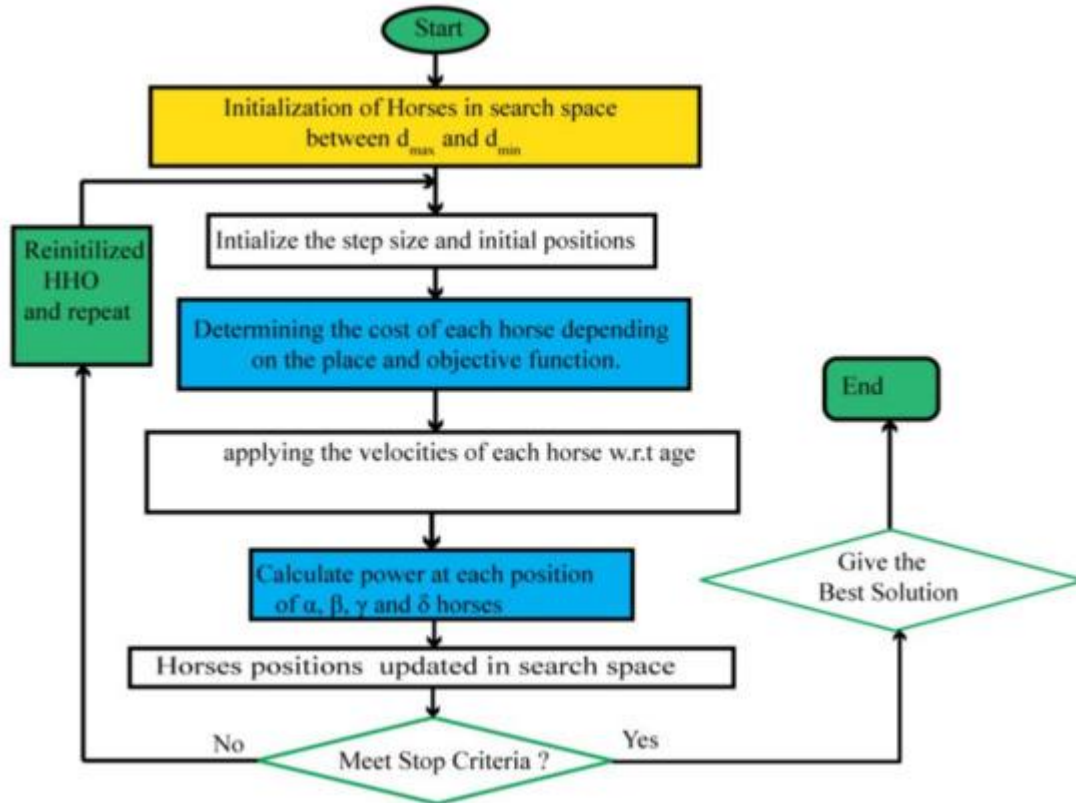 Start
Initialization of Horses in search space
between dmax and dmin
Intialize the step size and initial positions
Reinitilized
HHO
and repeat
Determining the cost of each horse depending
on the place and objective function.
End
applying the velocities of each horse w.r.t age
Calculate power at each position
of α, β, γ and δ horses
Give the
Best Solution
Horses positions updated in search space
No
Meet Stop Criteria ?
Yes